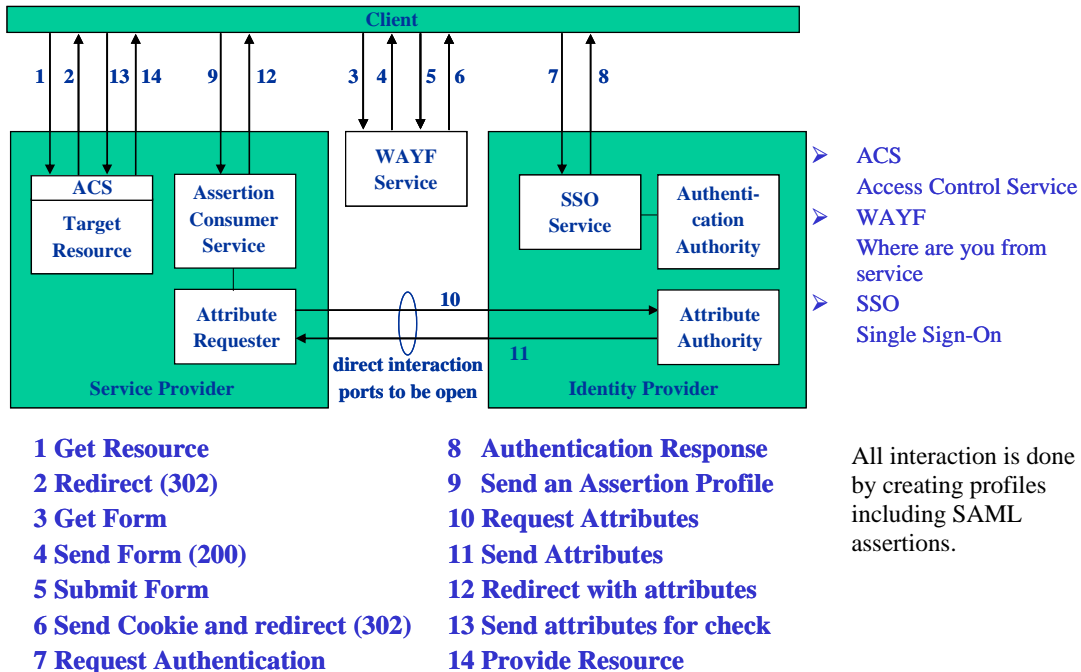 Client
1 2 13 14 9 12 3 4 5 6 7 8
ACS
Target
Resource
Assertion
Consumer
Service
WAYF
Service
SSO
Service
Authenti-
cation
Authority
Attribute
Requester
10
11
Attribute
Authority
direct interaction
ports to be open
Service Provider
Identity Provider
➢ ACS
Access Control Service
➢ WAYF
Where are you from
service
➢ SSO
Single Sign-On
1 Get Resource
2 Redirect (302)
3 Get Form
4 Send Form (200)
5 Submit Form
6 Send Cookie and redirect (302)
7 Request Authentication
8 Authentication Response
9 Send an Assertion Profile
10 Request Attributes
11 Send Attributes
12 Redirect with attributes
13 Send attributes for check
14 Provide Resource
All interaction is done
by creating profiles
including SAML
assertions.